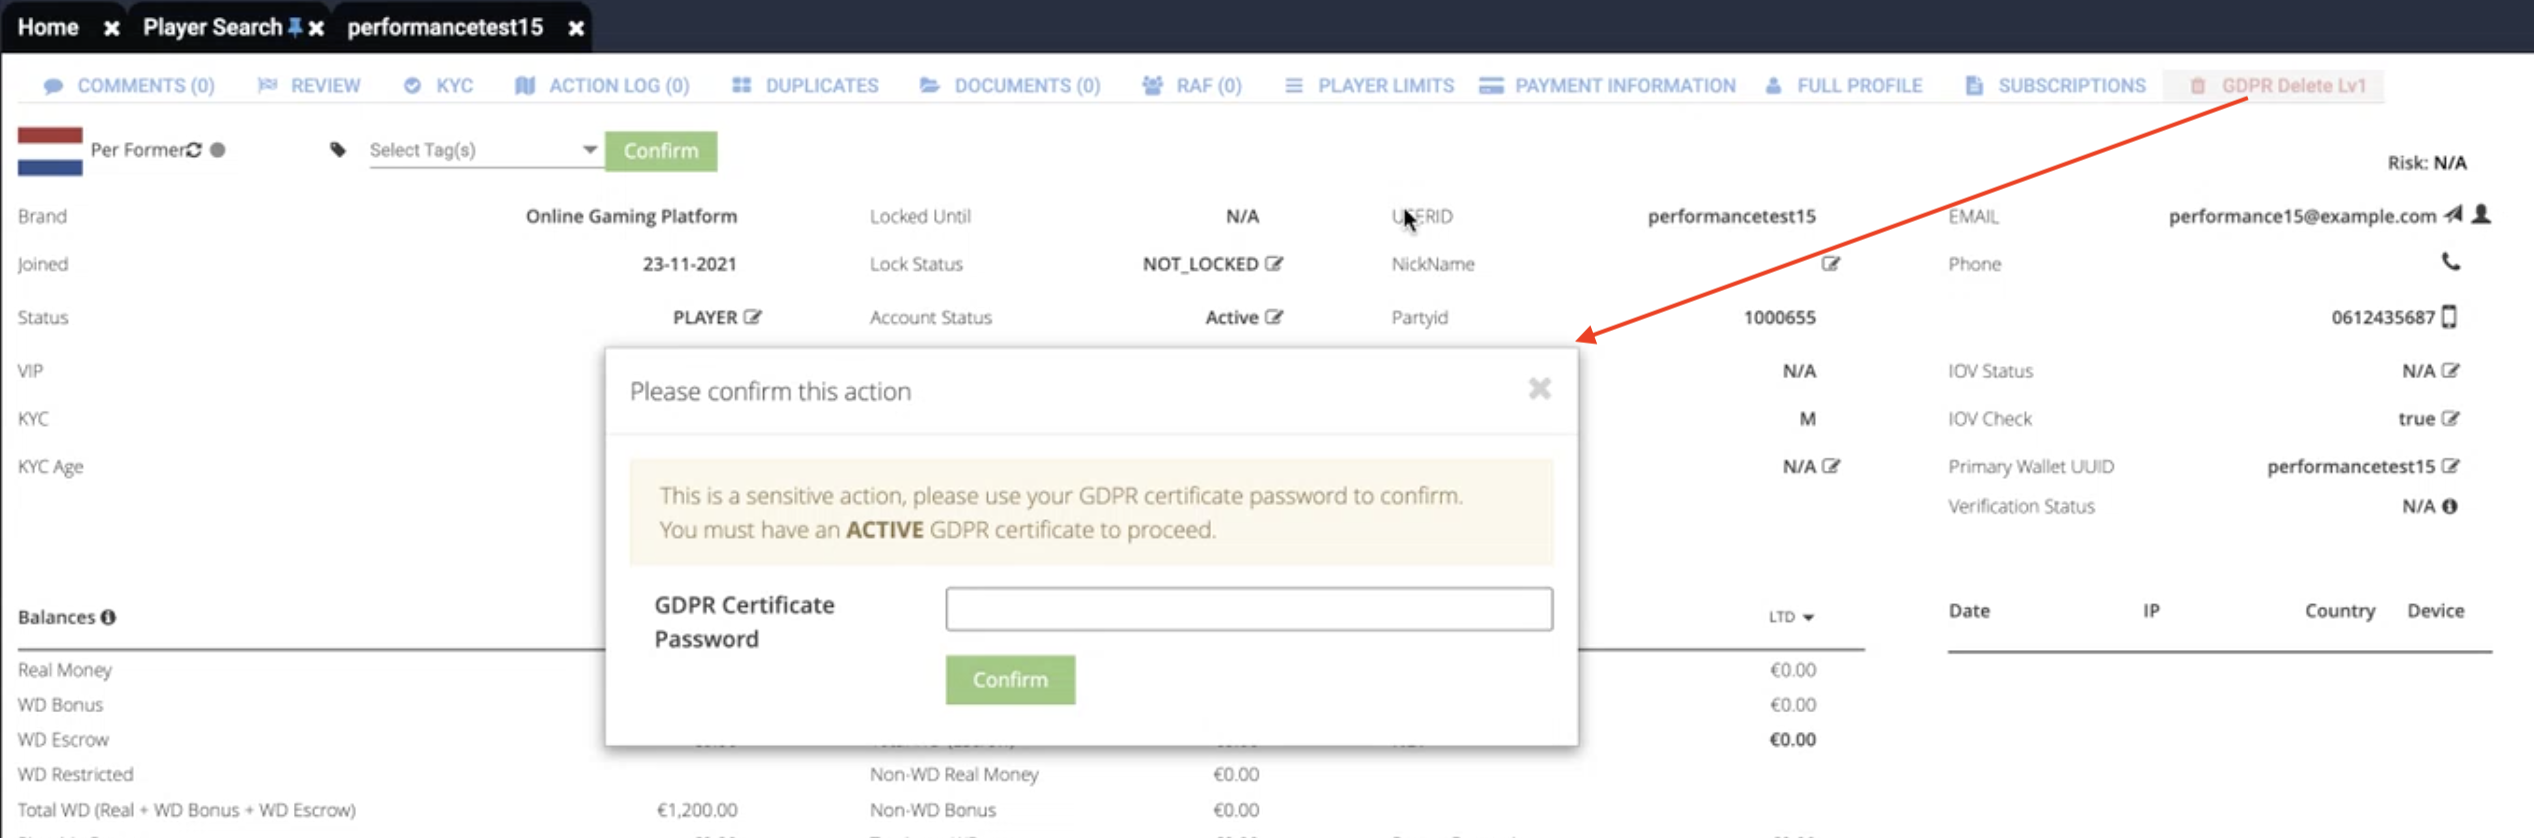 Home Player Search performancetest15
COMMENTS (0) REVIEW KYC ACTION LOG (0) DUPLICATES DOCUMENTS (0) RAF (0) PLAYER LIMITS PAYMENT INFORMATION FULL PROFILE SUBSCRIPTIONS GDPR Delete Lv1
Per Former Select Tag(s) Confirm
Risk: N/A
Brand Online Gaming Platform Locked Until N/A USERID performancetest15 EMAIL performance15@example.com
Joined 23-11-2021 Lock Status NOT_LOCKED NickName Phone
Status PLAYER Account Status Active Partyid 1000655 0612435687
VIP N/A IOV Status N/A
KYC M IOV Check true
KYC Age N/A Primary Wallet UUID performancetest15
Verification Status N/A
Please confirm this action
This is a sensitive action, please use your GDPR certificate password to confirm.
You must have an ACTIVE GDPR certificate to proceed.
GDPR Certificate
Password
Confirm
Balances LTD Date IP Country Device
Real Money €0.00
WD Bonus €0.00
WD Escrow €0.00
WD Restricted Non-WD Real Money €0.00
Total WD (Real + WD Bonus + WD Escrow) €1,200.00 Non-WD Bonus €0.00